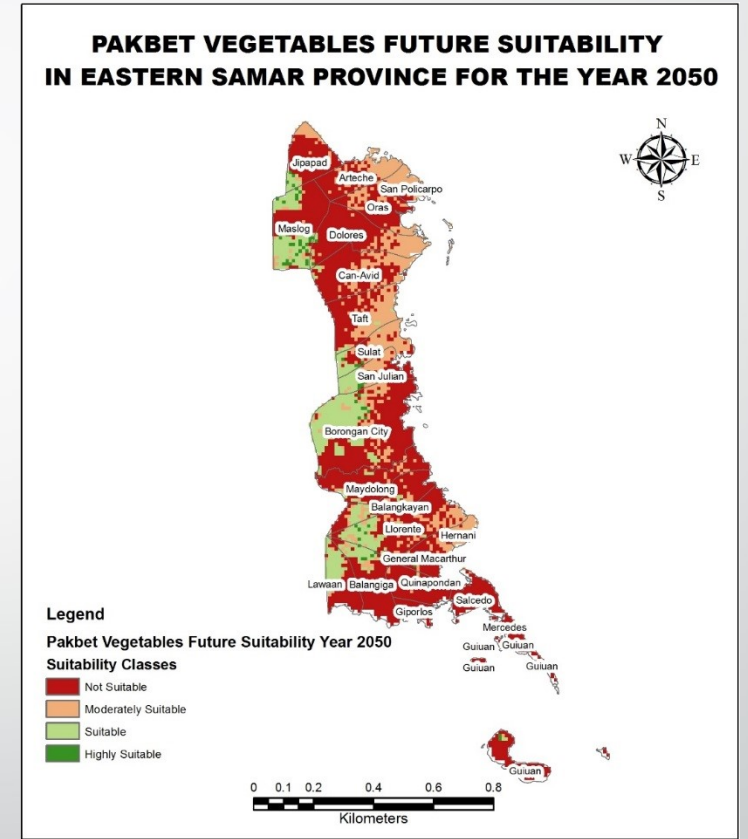 PAKBET VEGETABLES FUTURE SUITABILITY
IN EASTERN SAMAR PROVINCE FOR THE YEAR 2050
N
W E
S
Jipapad
Arteche
San Policarpo
Oras
Maslog
Dolores
Can-Avid
Taft
Sulat
San Julian
Borongan City
Maydolong
Balangkayan
Llorente
Hernani
General Macarthur
Lawaan Balangiga Quinapondan
Salcedo
Giporlos
Mercedes
Guiuan Guiuan
Guiuan Guiuan
Guiuan
Legend
Pakbet Vegetables Future Suitability Year 2050
Suitability Classes
Not Suitable
Moderately Suitable
Suitable
Highly Suitable
0 0.1 0.2 0.4 0.6 0.8
Kilometers